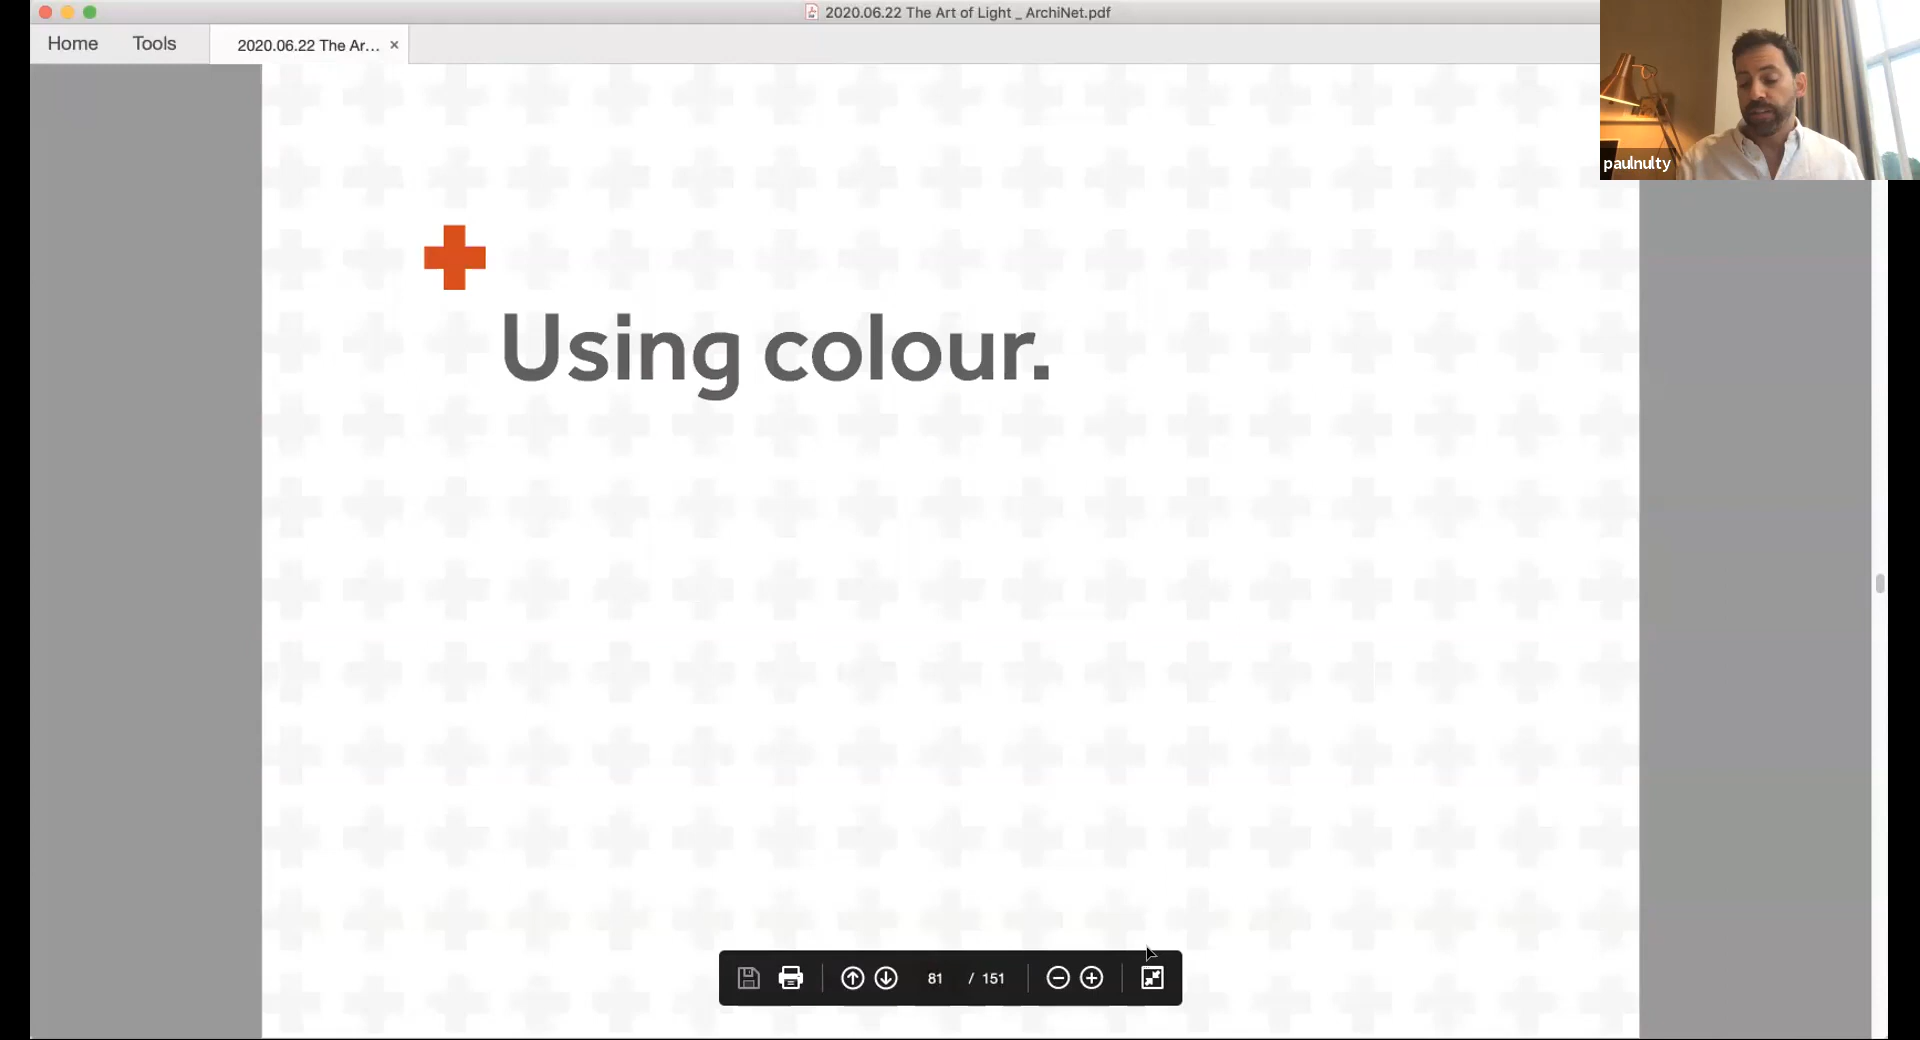 2020.06.22 The Art of Light _ ArchiNet.pdf
Home Tools 2020.06.22 The Ar... ×
paulnulty
Using colour.
81 / 151